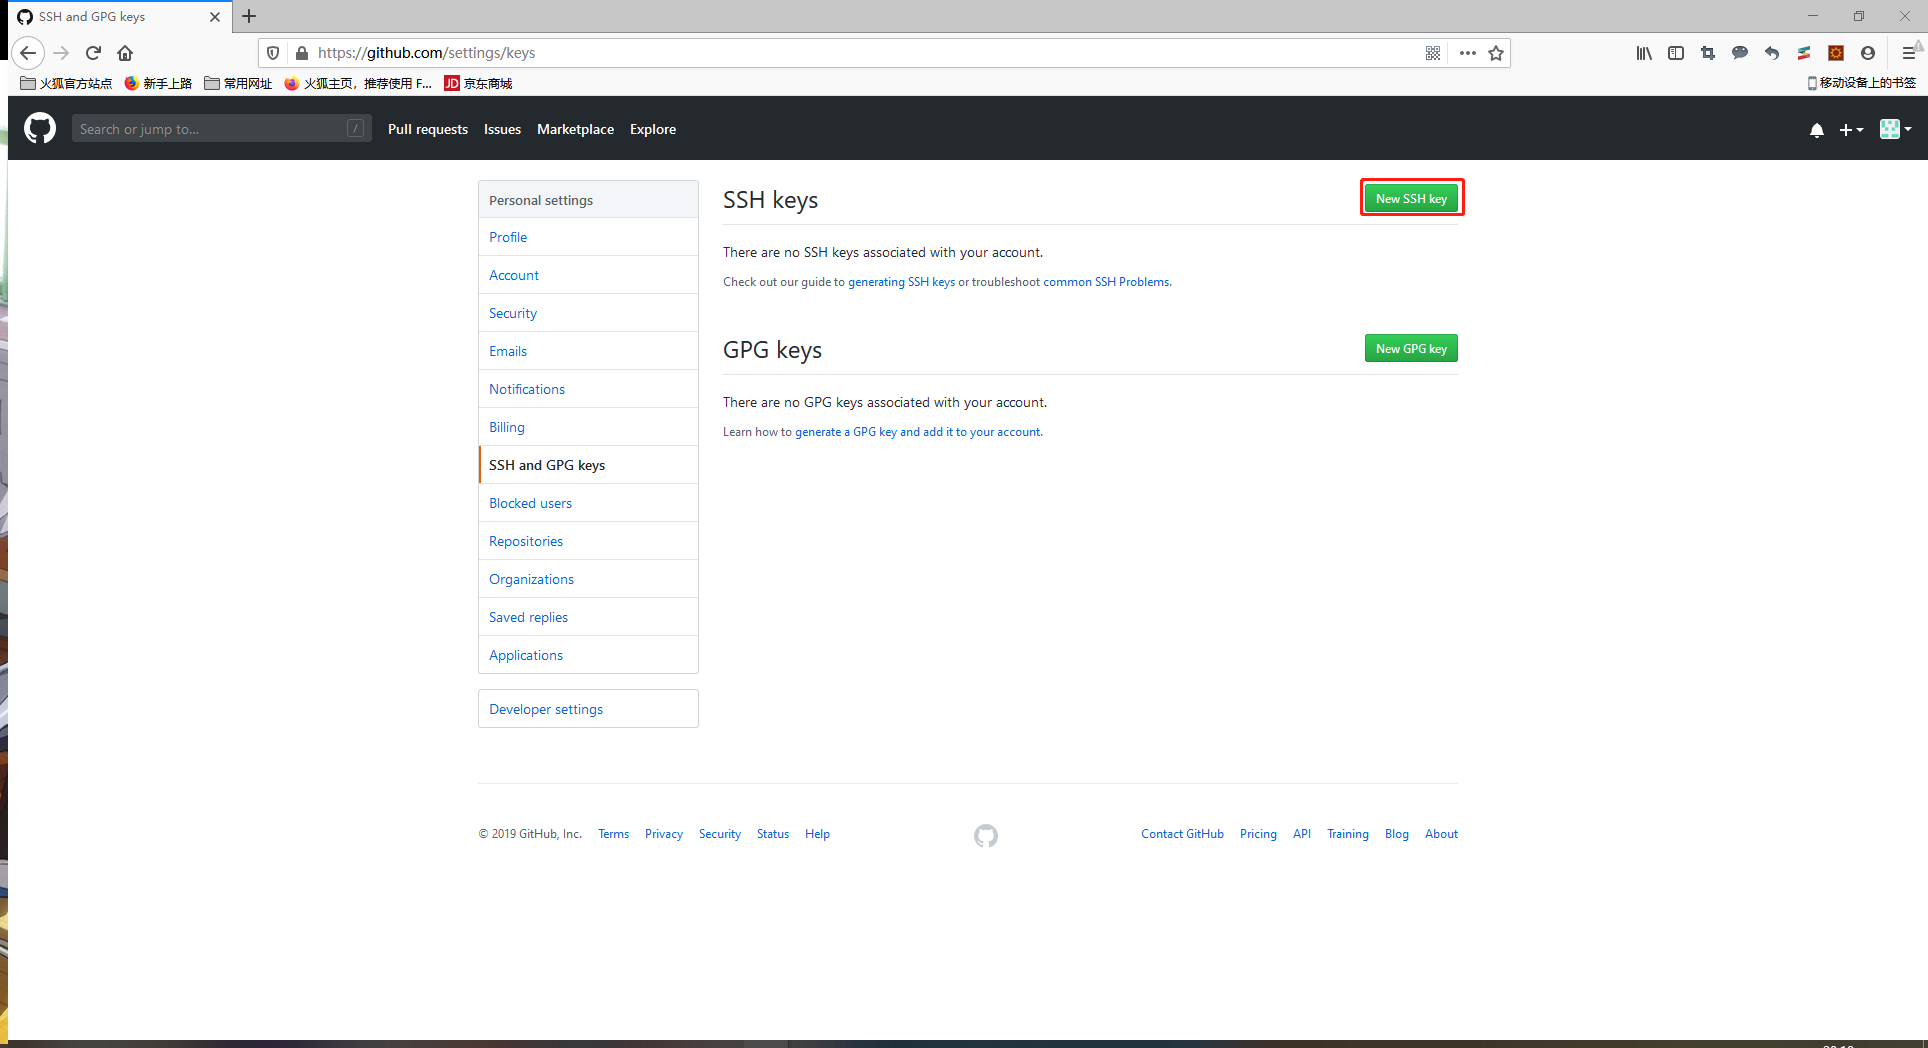 SSH and GPG keys
https://github.com/settings/keys
火狐官方站点 新手上路 常用网址 火狐主页，推荐使用 F... JD 京东商城 移动设备上的书签
Search or jump to... / Pull requests Issues Marketplace Explore
Personal settings
Profile
Account
Security
Emails
Notifications
Billing
SSH and GPG keys
Blocked users
Repositories
Organizations
Saved replies
Applications
Developer settings
SSH keys New SSH key
There are no SSH keys associated with your account.
Check out our guide to generating SSH keys or troubleshoot common SSH Problems.
GPG keys New GPG key
There are no GPG keys associated with your account.
Learn how to generate a GPG key and add it to your account.
© 2019 GitHub, Inc. Terms Privacy Security Status Help Contact GitHub Pricing API Training Blog About